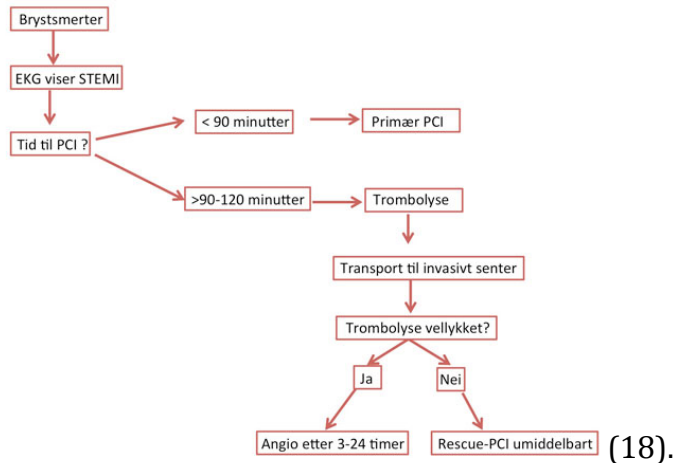 Brystsmerter
EKG viser STEMI
Tid til PCI ?
< 90 minutter
Primær PCI
>90-120 minutter
Trombolyse
Transport til invasivt senter
Trombolyse vellykket?
Ja
Nei
Angio etter 3-24 timer
Rescue-PCI umiddelbart
(18).